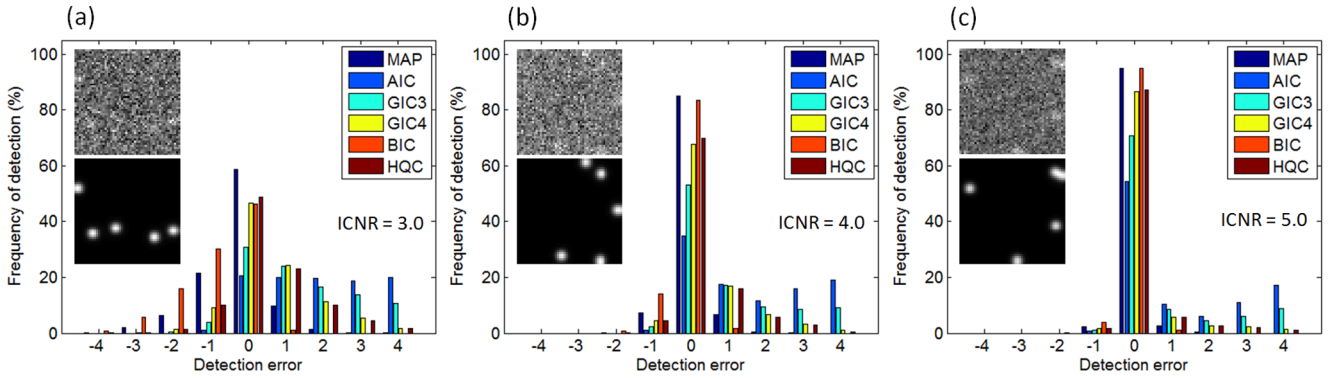 (a)
100
80
60
40
20
0
Frequency of detection (%)
MAP
AIC
GIC3
GIC4
BIC
HQC
ICNR = 3.0
-4 -3 -2 -1 0 1 2 3 4
Detection error
(b)
100
80
60
40
20
0
Frequency of detection (%)
MAP
AIC
GIC3
GIC4
BIC
HQC
ICNR = 4.0
-4 -3 -2 -1 0 1 2 3 4
Detection error
(c)
100
80
60
40
20
0
Frequency of detection (%)
MAP
AIC
GIC3
GIC4
BIC
HQC
ICNR = 5.0
-4 -3 -2 -1 0 1 2 3 4
Detection error